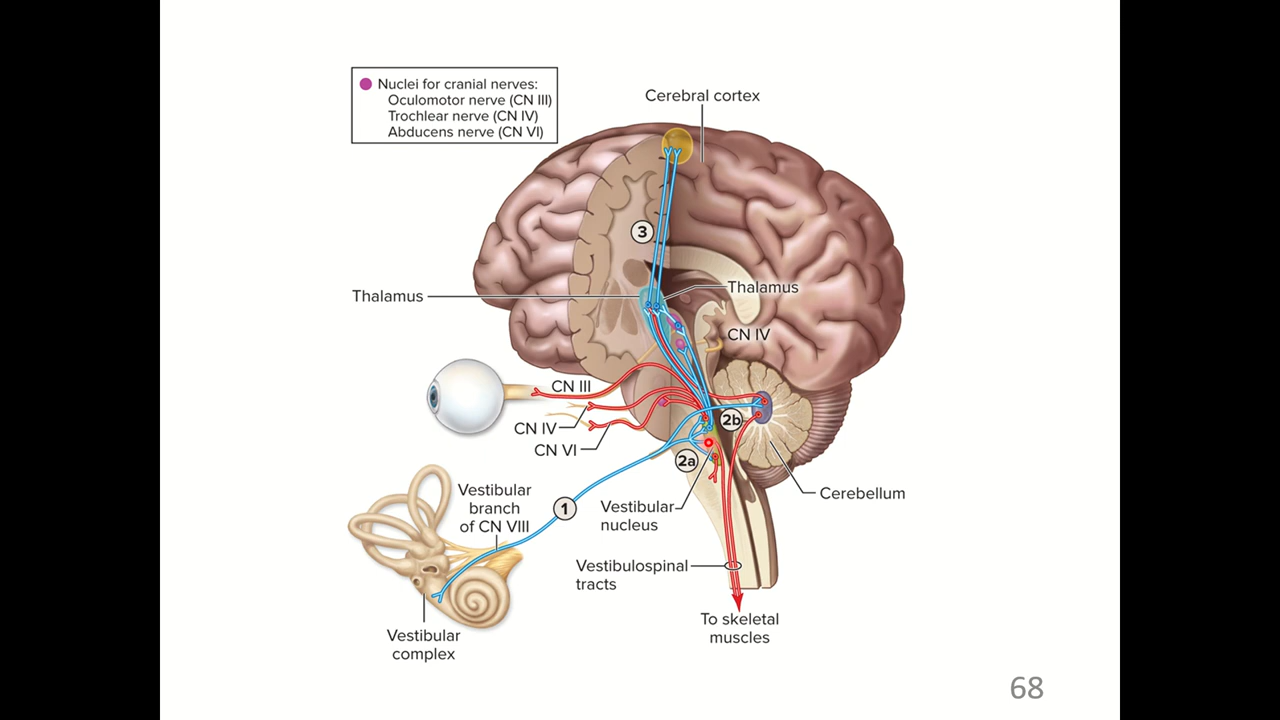 Nuclei for cranial nerves:
Oculomotor nerve (CN III)
Trochlear nerve (CN IV)
Abducens nerve (CN VI)
Cerebral cortex
3
Thalamus
Thalamus
CN IV
CN III
CN IV
CN VI
2b
2a
Cerebellum
Vestibular
branch
of CN VIII
1
Vestibular
nucleus
Vestibulospinal
tracts
To skeletal
muscles
Vestibular
complex
68